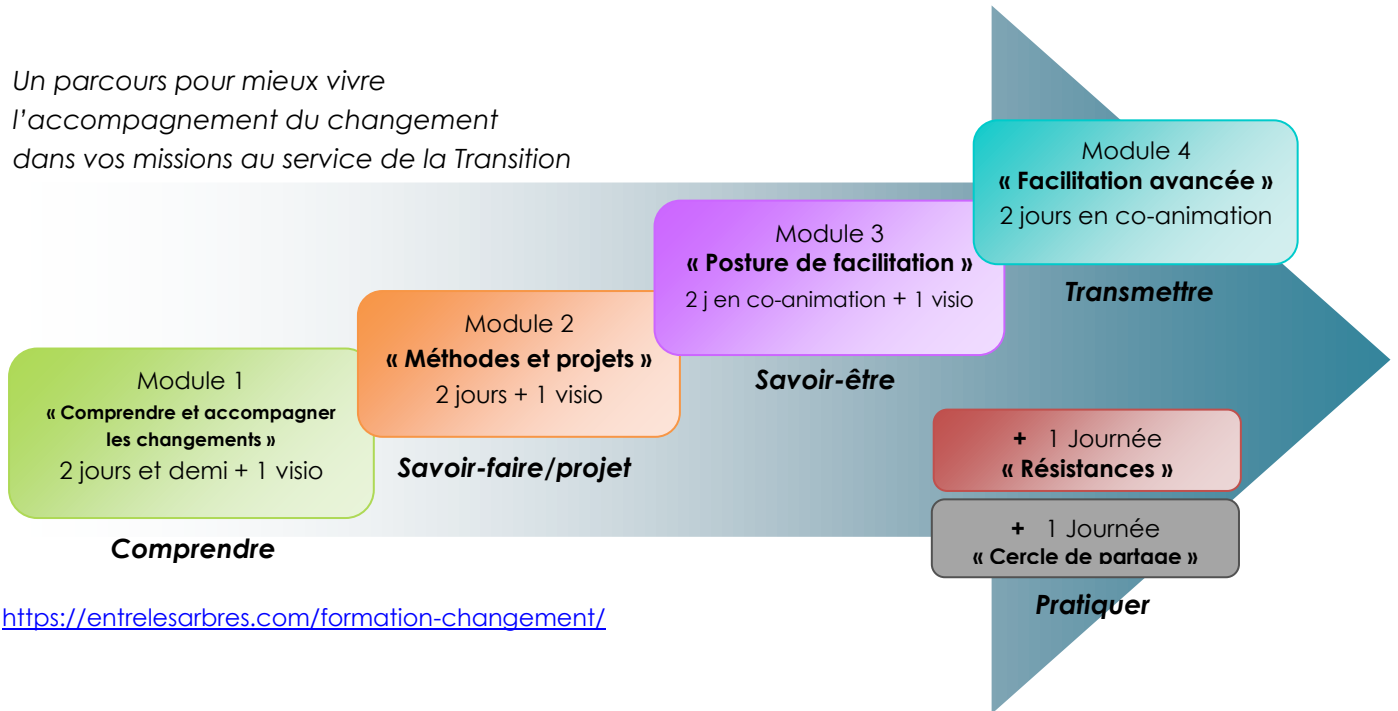 Un parcours pour mieux vivre
l’accompagnement du changement
dans vos missions au service de la Transition
Module 1
« Comprendre et accompagner
les changements »
2 jours et demi + 1 visio
Comprendre
Module 2
« Méthodes et projets »
2 jours + 1 visio
Savoir-faire/projet
Module 3
« Posture de facilitation »
2 j en co-animation + 1 visio
Savoir-être
Module 4
« Facilitation avancée »
2 jours en co-animation
Transmettre
+ 1 Journée
« Résistances »
+ 1 Journée
« Cercle de partage »
Pratiquer
https://entrelesarbres.com/formation-changement/